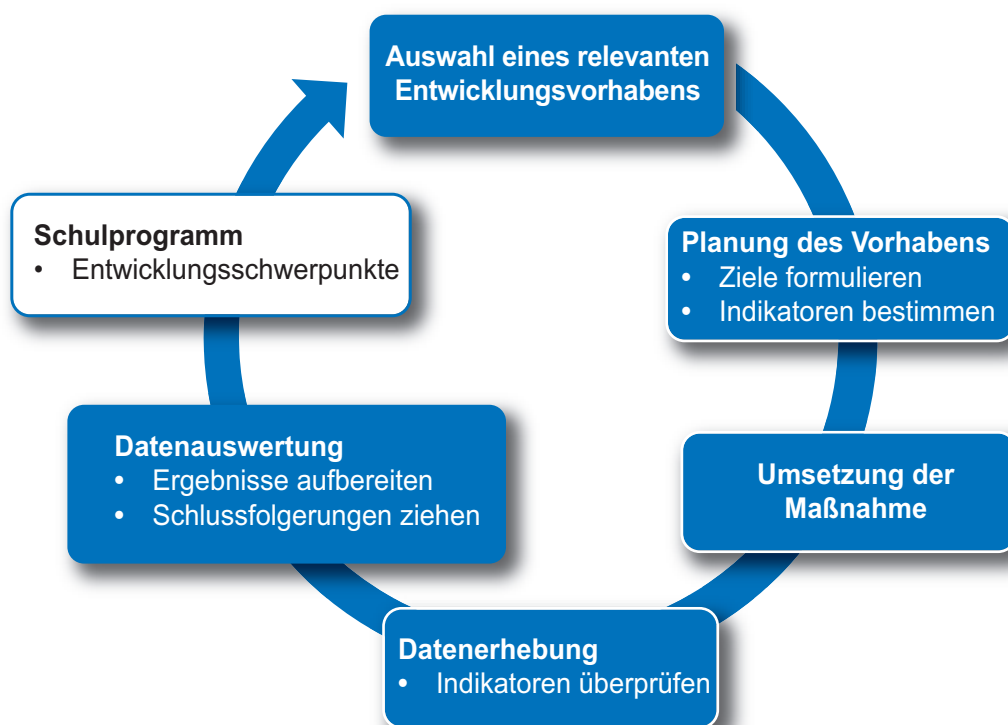 Auswahl eines relevanten
Entwicklungsvorhabens
Planung des Vorhabens
• Ziele formulieren
• Indikatoren bestimmen
Umsetzung der
Maßnahme
Datenerhebung
• Indikatoren überprüfen
Datenauswertung
• Ergebnisse aufbereiten
• Schlussfolgerungen ziehen
Schulprogramm
• Entwicklungsschwerpunkte